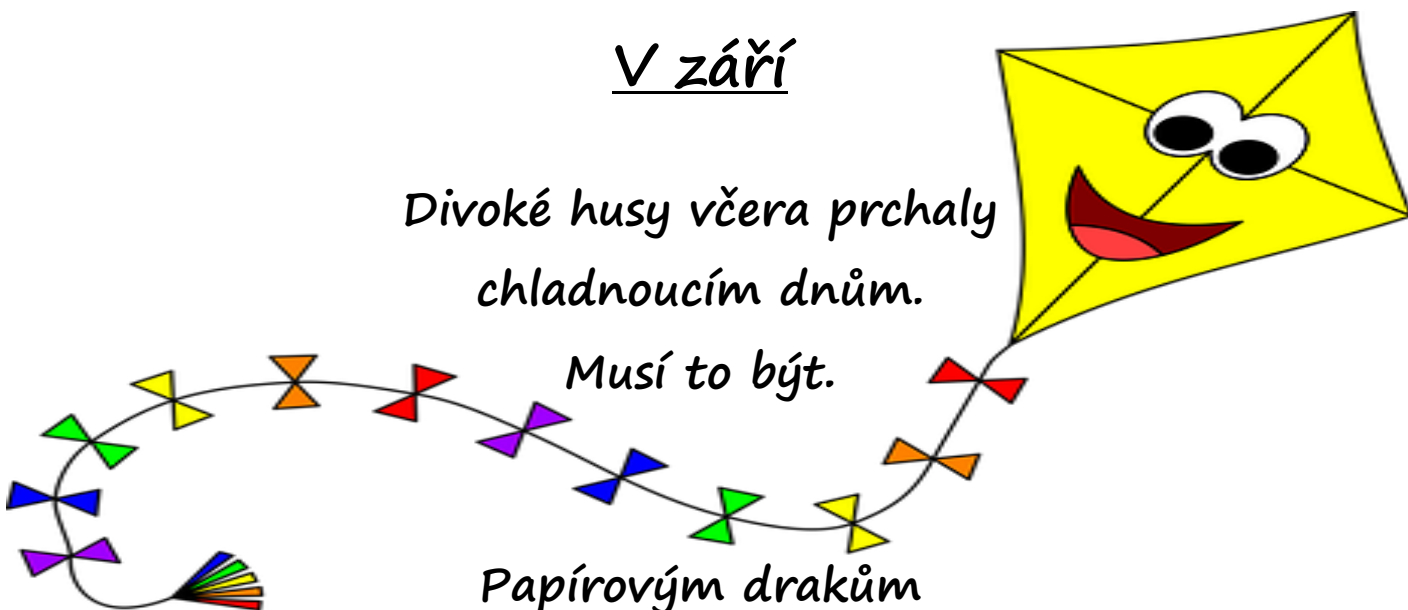 V září
Divoké husy včera prchaly
chladnoucím dnům.
Musí to být.
Papírovým drakům